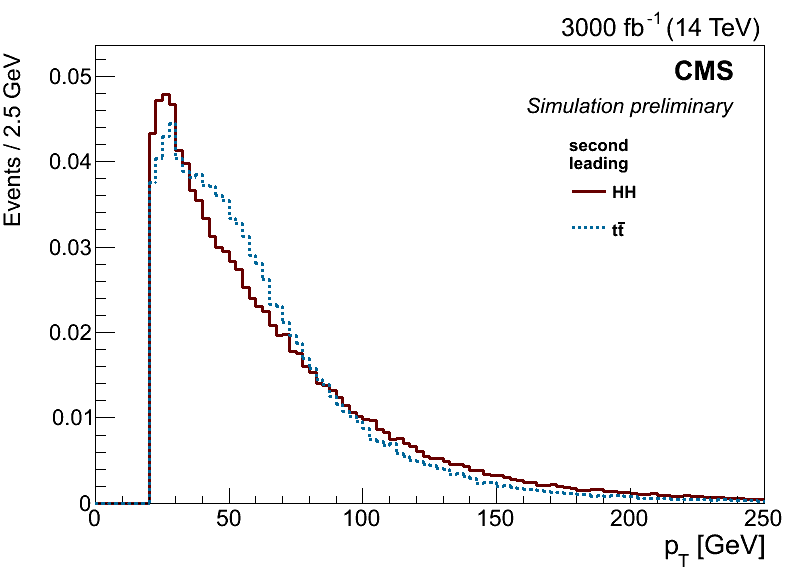 3000 fb⁻¹ (14 TeV)
CMS
Simulation preliminary
second
leading
HH
tt̄
Events / 2.5 GeV
0.05
0.04
0.03
0.02
0.01
0
0 50 100 150 200 250
p_T [GeV]